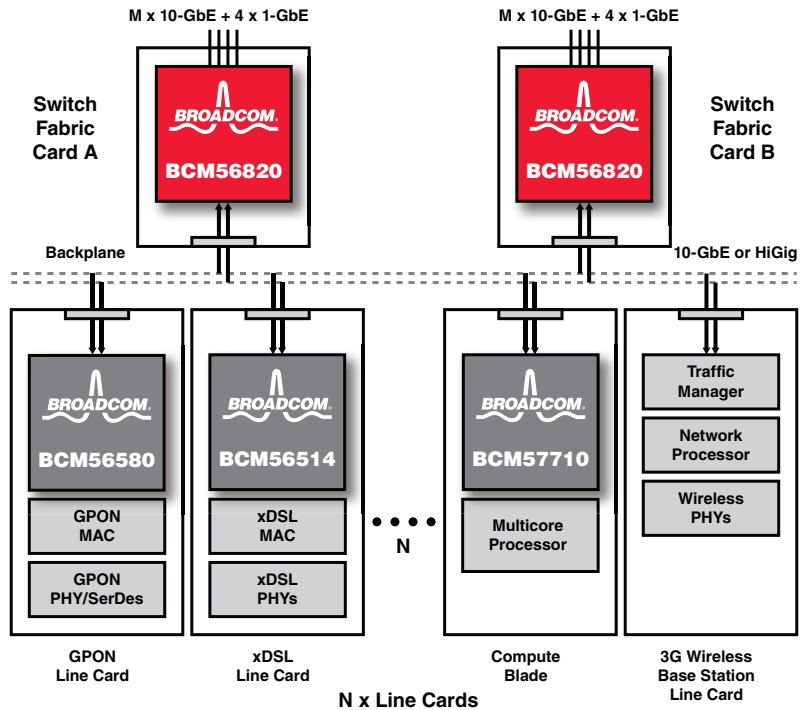 M x 10-GbE + 4 x 1-GbE
M x 10-GbE + 4 x 1-GbE
Switch
Fabric
Card A
BROADCOM®
BCM56820
BROADCOM®
BCM56820
Switch
Fabric
Card B
Backplane
10-GbE or HiGig
BROADCOM®
BCM56580
GPON
MAC
GPON
PHY/SerDes
BROADCOM®
BCM56514
xDSL
MAC
xDSL
PHYs
N
BROADCOM®
BCM57710
Multicore
Processor
Traffic
Manager
Network
Processor
Wireless
PHYs
GPON
Line Card
xDSL
Line Card
Compute
Blade
3G Wireless
Base Station
Line Card
N x Line Cards